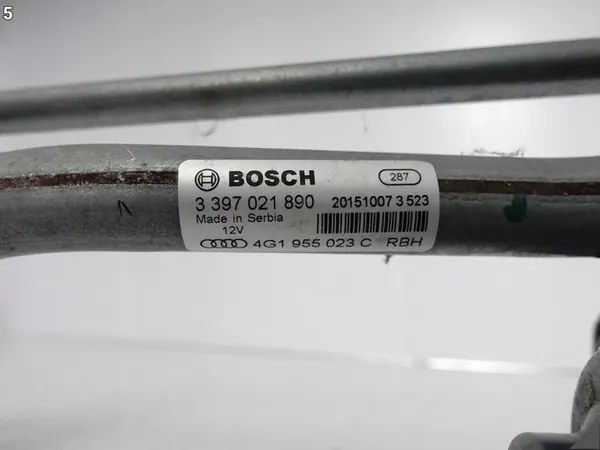 5
BOSCH 287
3 397 021 890 20151007 3 523
Made in Serbia
12V
4G1 955 023 C RBH